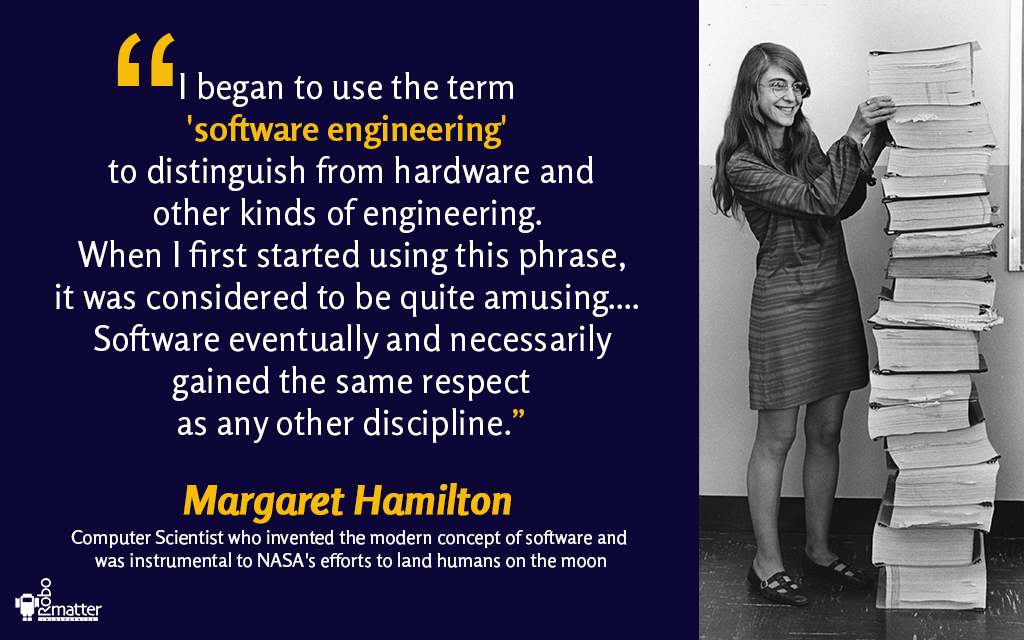 “I began to use the term
'software engineering'
to distinguish from hardware and
other kinds of engineering.
When I first started using this phrase,
it was considered to be quite amusing....
Software eventually and necessarily
gained the same respect
as any other discipline.”
Margaret Hamilton
Computer Scientist who invented the modern concept of software and
was instrumental to NASA's efforts to land humans on the moon
Robo
matter
INCORPORATED